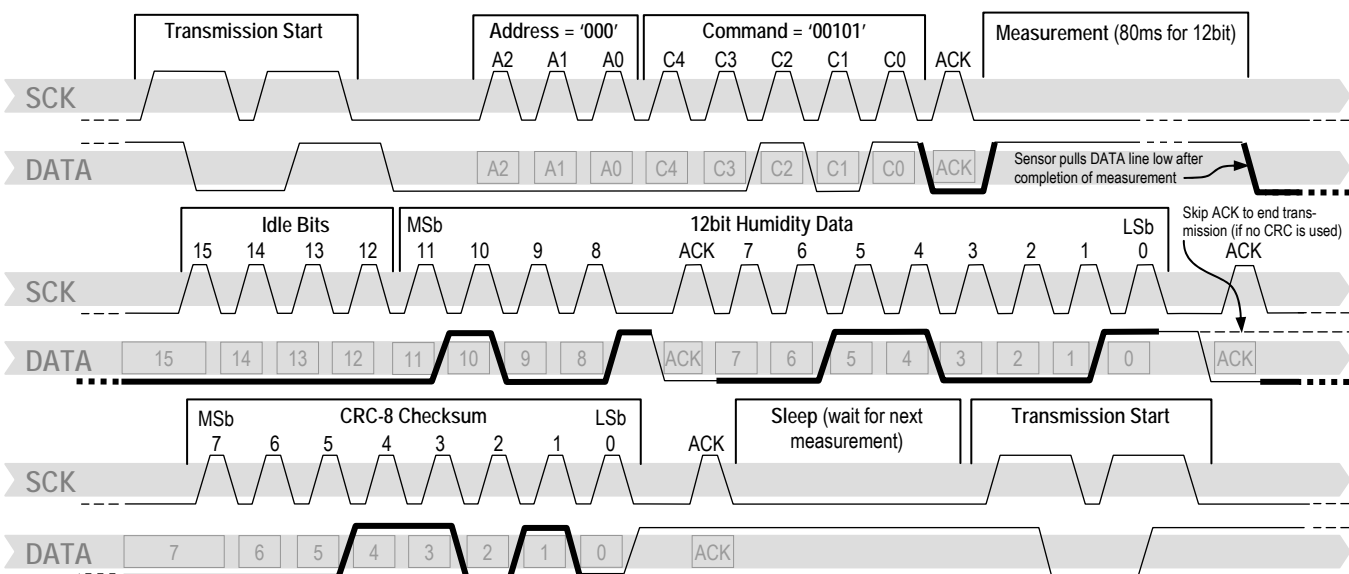 Transmission Start
Address = '000'
Command = '00101'
Measurement (80ms for 12bit)
A2 A1 A0 C4 C3 C2 C1 C0 ACK
SCK
DATA
A2 A1 A0 C4 C3 C2 C1 C0 ACK
Sensor pulls DATA line low after
completion of measurement
Idle Bits
MSb
12bit Humidity Data
LSb
Skip ACK to end trans-
mission (if no CRC is used)
15 14 13 12 11 10 9 8 ACK 7 6 5 4 3 2 1 0 ACK
SCK
DATA
15 14 13 12 11 10 9 8 ACK 7 6 5 4 3 2 1 0 ACK
MSb
CRC-8 Checksum
LSb
Sleep (wait for next
measurement)
Transmission Start
7 6 5 4 3 2 1 0 ACK
SCK
DATA
7 6 5 4 3 2 1 0 ACK